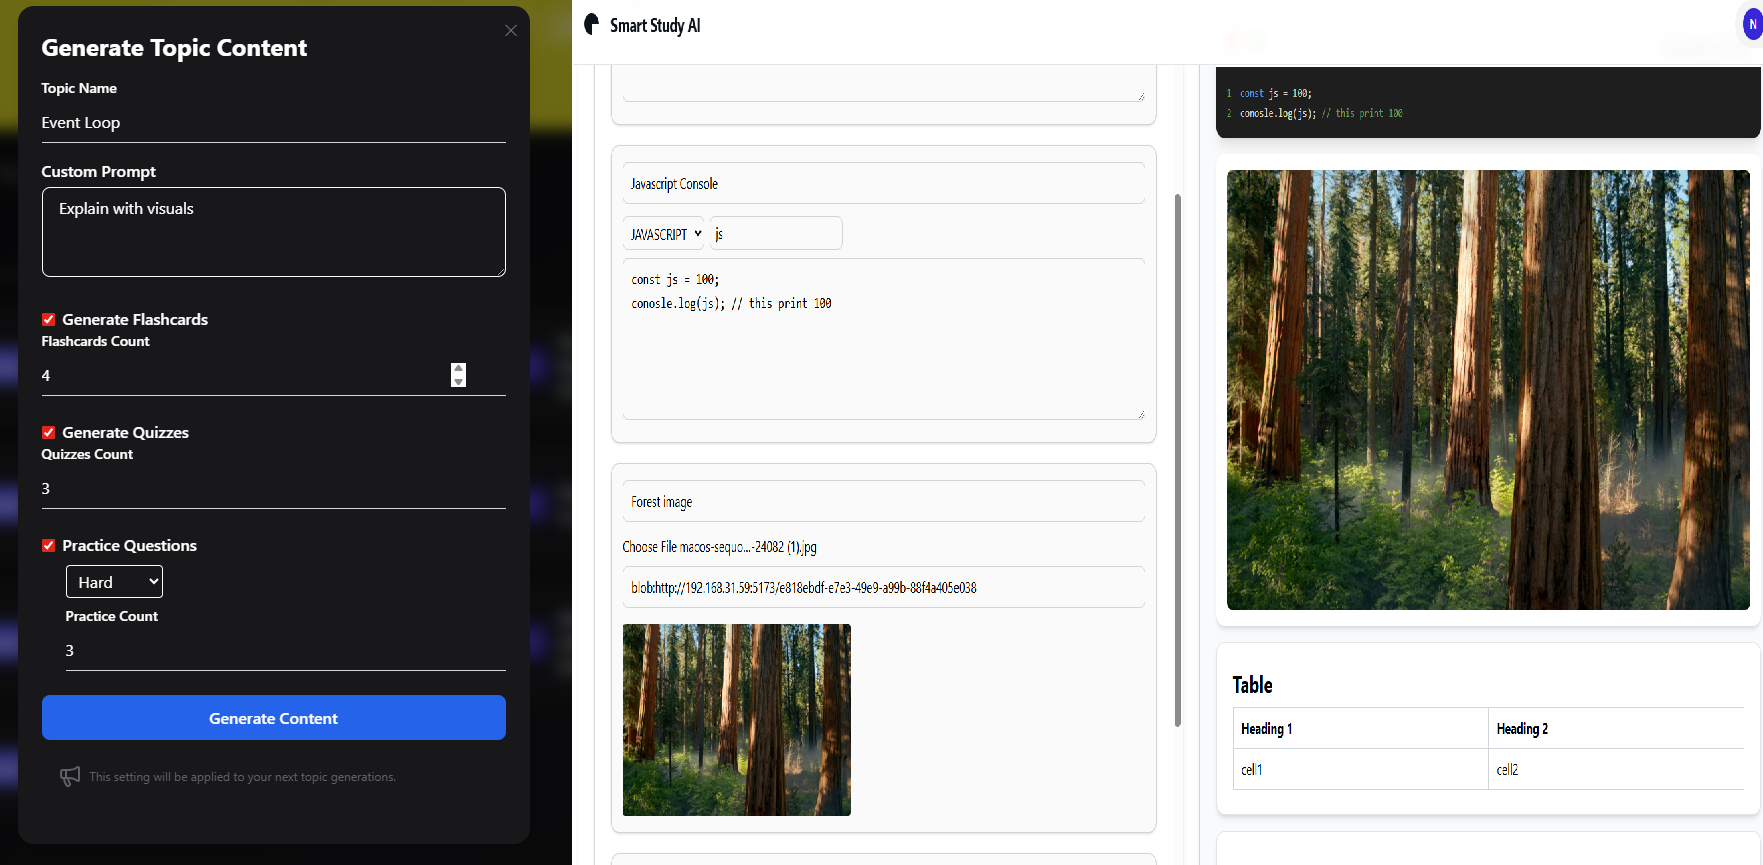 Generate Topic Content
Topic Name
Event Loop
Custom Prompt
Explain with visuals
Generate Flashcards
Flashcards Count
4
Generate Quizzes
Quizzes Count
3
Practice Questions
Hard
Practice Count
3
Generate Content
This setting will be applied to your next topic generations.
Smart Study AI
N
Javascript Console
JAVASCRIPT js
const js = 100;
conosle.log(js); // this print 100
Forest image
Choose File macos-sequo...-24082 (1).jpg
blob:http://192.168.31.59:5173/e818ebdf-e7e3-49e9-a99b-88f4a405e038
1 const js = 100;
2 conosle.log(js); // this print 100
Table
Heading 1 Heading 2
cell1 cell2